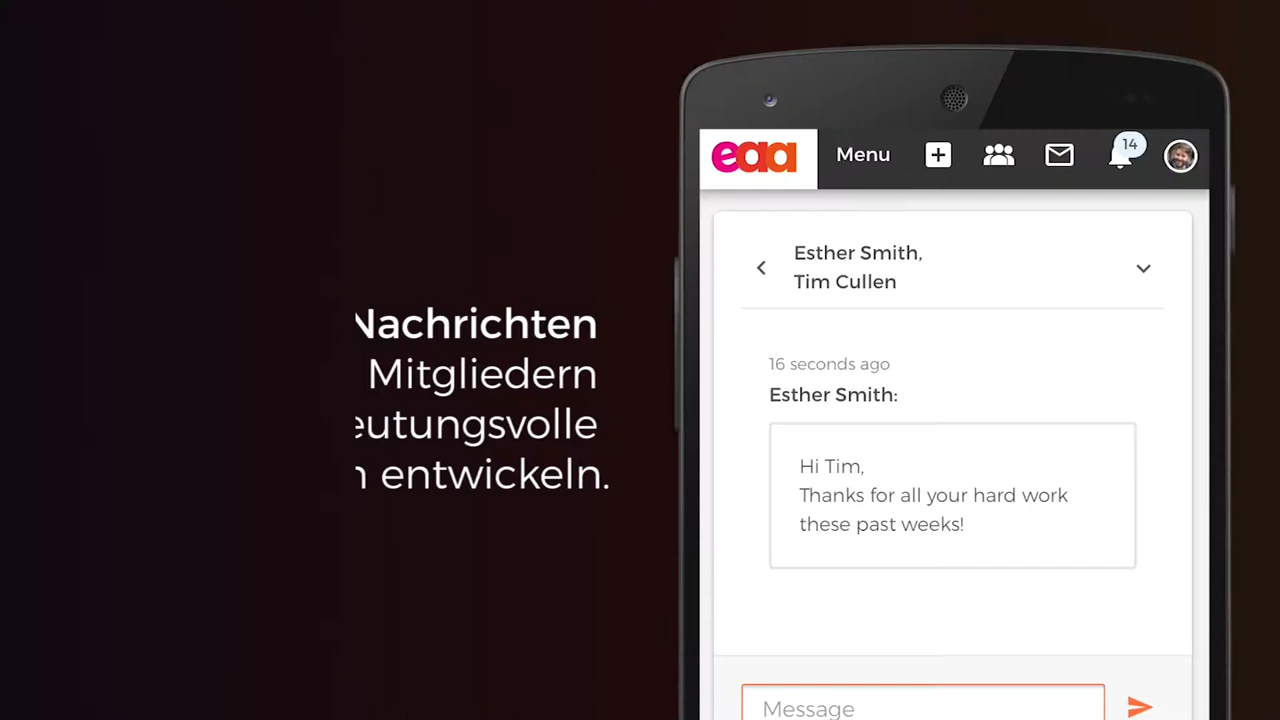 Nachrichten
Mitgliedern
entwickeln.
eaa
Menu
14
Esther Smith,
Tim Cullen
16 seconds ago
Esther Smith:
Hi Tim,
Thanks for all your hard work
these past weeks!
Message